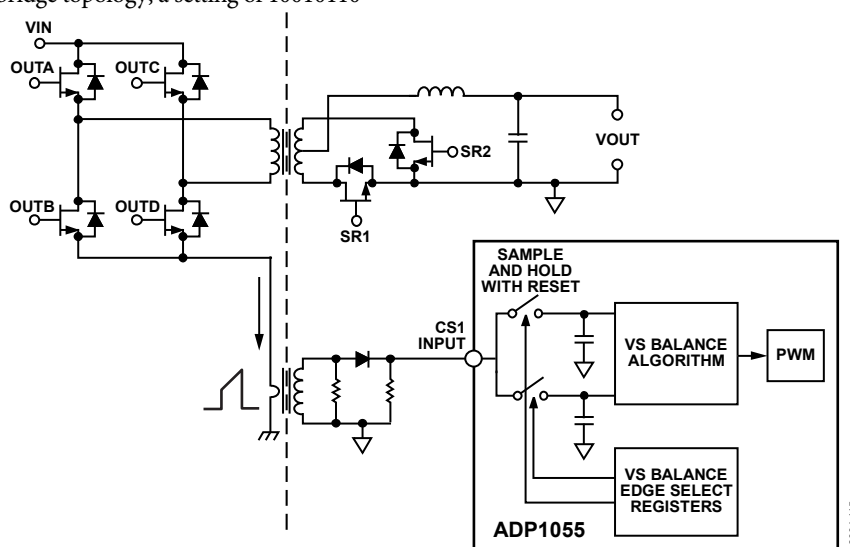 bridge topology, a setting of 10010110
VIN
OUTA
OUTC
VOUT
SR2
OUTB
OUTD
SR1
SAMPLE
AND HOLD
WITH RESET
CS1
INPUT
VS BALANCE
ALGORITHM
PWM
VS BALANCE
EDGE SELECT
REGISTERS
ADP1055